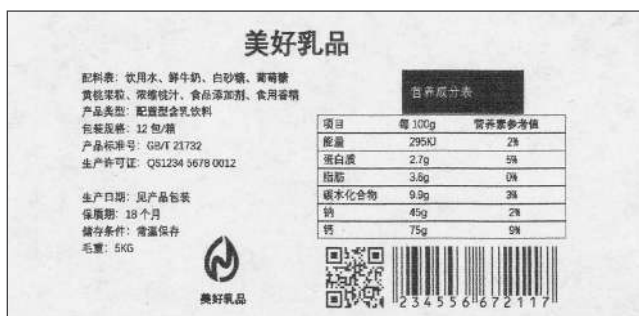 美好乳品
配料表：饮用水、鲜牛奶、白砂糖、葡萄糖
黄桃果粒、浓缩桃汁、食品添加剂、食用香精
产品类型：配置型含乳饮料
包装规格：12 包/箱
产品标准号：GB/T 21732
生产许可证：QS1234 5678 0012
生产日期：见产品包装
保质期：18 个月
储存条件：常温保存
毛重：5KG
美好乳品
营养成分表
项目 每 100g 营养素参考值
能量 295KJ 2%
蛋白质 2.7g 5%
脂肪 3.6g 0%
碳水化合物 9.9g 3%
钠 45g 2%
钙 75g 9%
234556 672117